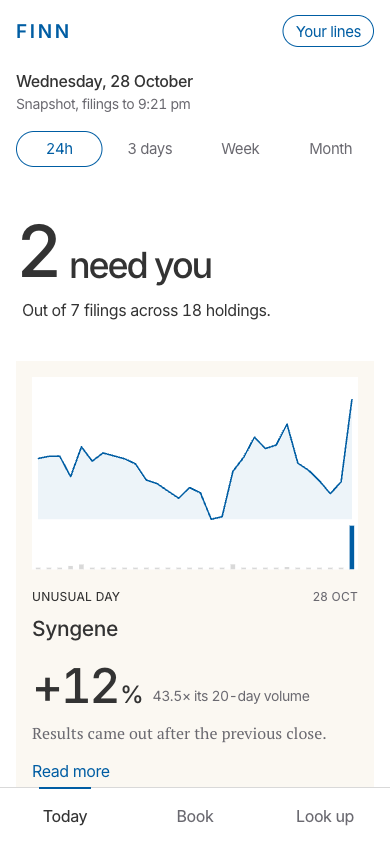 FINN
Your lines
Wednesday, 28 October
Snapshot, filings to 9:21 pm
24h
3 days
Week
Month
2 need you
Out of 7 filings across 18 holdings.
UNUSUAL DAY
28 OCT
Syngene
+12%
43.5× its 20-day volume
Results came out after the previous close.
Read more
Today
Book
Look up